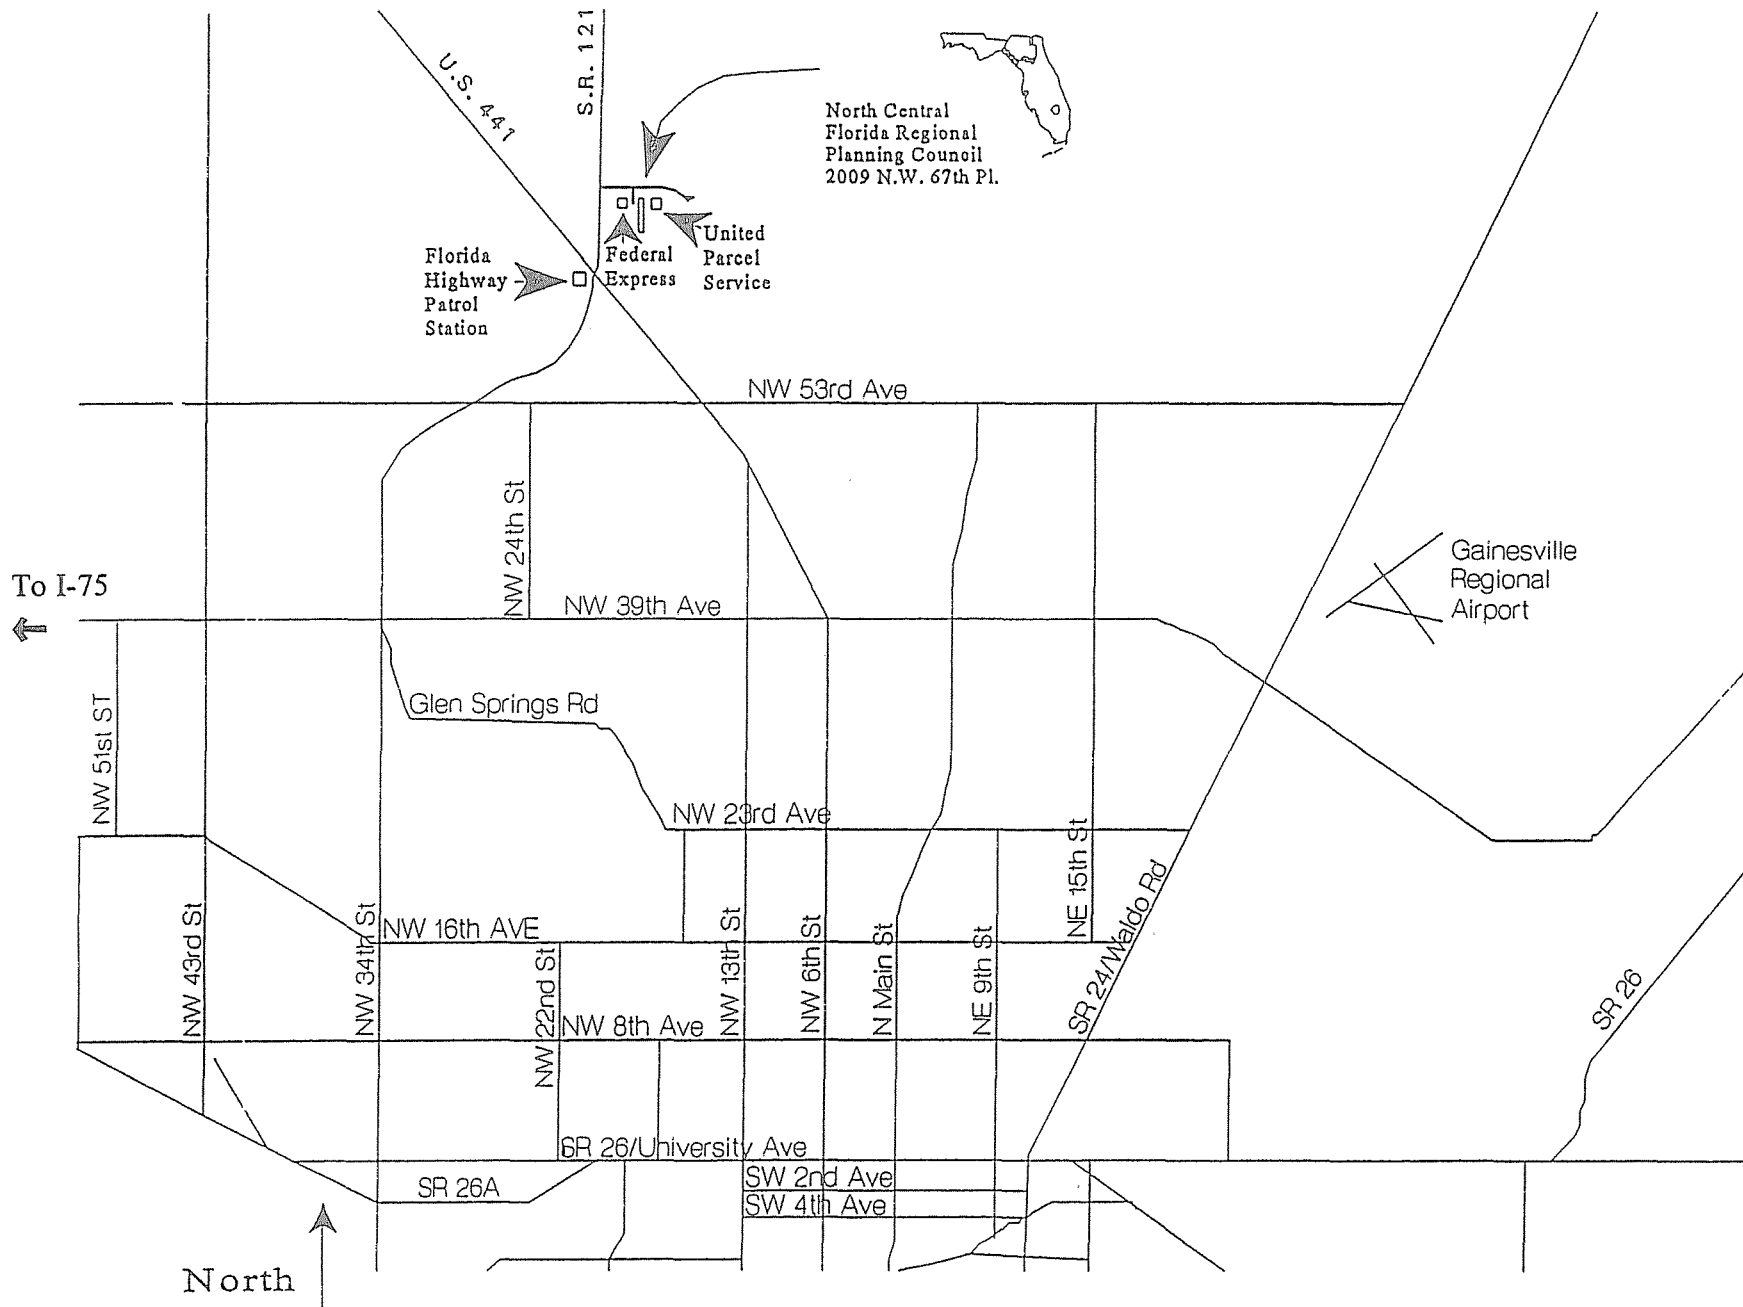 U.S. 441
S.R. 121
North Central
Florida Regional
Planning Council
2009 N.W. 67th Pl.
United
Parcel
Service
Federal
Express
Florida
Highway
Patrol
Station
NW 53rd Ave
NW 24th St
To I-75
NW 39th Ave
Gainesville
Regional
Airport
NW 51st ST
Glen Springs Rd
NW 23rd Ave
NE 15th St
NW 43rd St
NW 34th St
NW 16th AVE
NW 22nd St
NW 13th St
NW 6th St
N Main St
NE 9th St
SR 24/Waldo Rd
SR 26
NW 8th Ave
SR 26/University Ave
SW 2nd Ave
SR 26A
SW 4th Ave
North